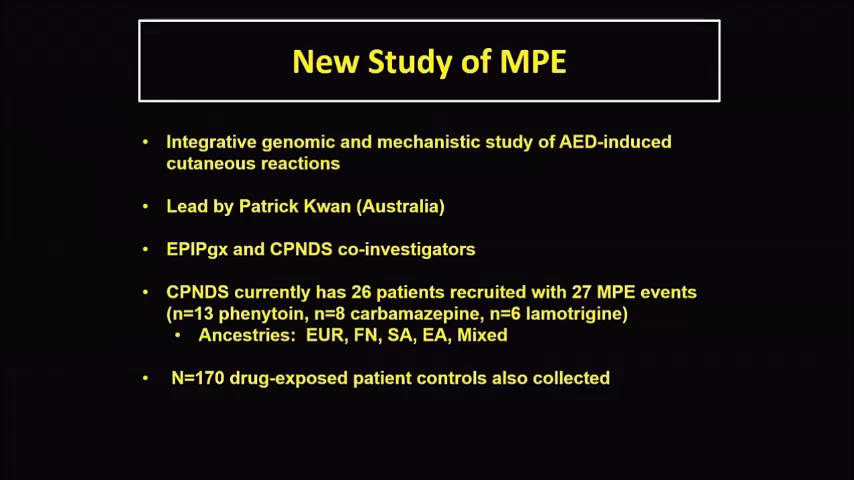 New Study of MPE
• Integrative genomic and mechanistic study of AED-induced
cutaneous reactions
• Lead by Patrick Kwan (Australia)
• EPIPgx and CPNDS co-investigators
• CPNDS currently has 26 patients recruited with 27 MPE events
(n=13 phenytoin, n=8 carbamazepine, n=6 lamotrigine)
• Ancestries: EUR, FN, SA, EA, Mixed
• N=170 drug-exposed patient controls also collected